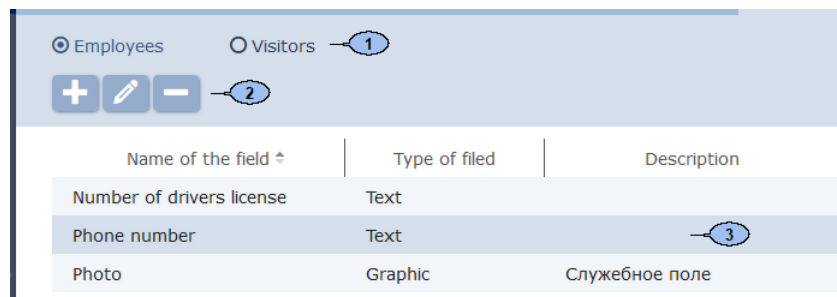 Employees Visitors 1
2
Name of the field Type of filed Description
Number of drivers license Text
Phone number Text 3
Photo Graphic Служебное поле